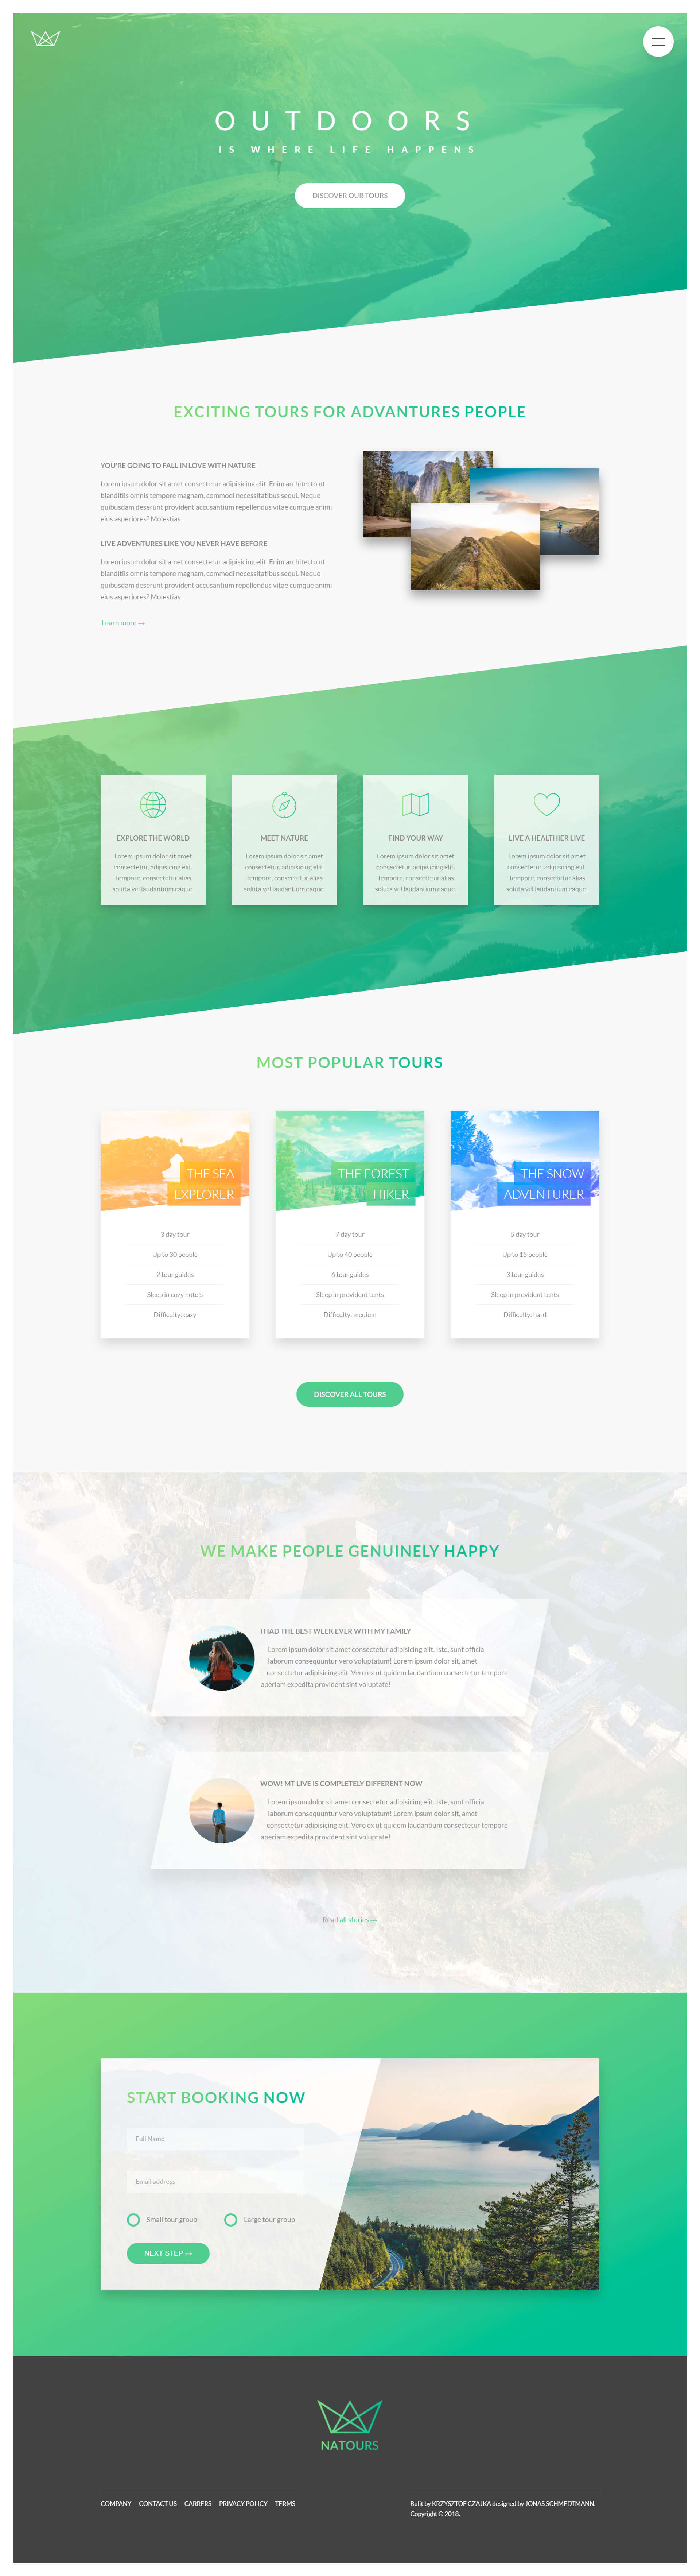 OUTDOORS
IS WHERE LIFE HAPPENS
DISCOVER OUR TOURS
EXCITING TOURS FOR ADVANTURES PEOPLE
YOU'RE GOING TO FALL IN LOVE WITH NATURE
Lorem ipsum dolor sit amet consectetur adipisicing elit. Enim architecto ut
blanditiis omnis tempore magnam, commodi necessitatibus sequi. Neque
quibusdam deserunt provident accusantium repellendus vitae cumque animi
eius asperiores? Molestias.
LIVE ADVENTURES LIKE YOU NEVER HAVE BEFORE
Lorem ipsum dolor sit amet consectetur adipisicing elit. Enim architecto ut
blanditiis omnis tempore magnam, commodi necessitatibus sequi. Neque
quibusdam deserunt provident accusantium repellendus vitae cumque animi
eius asperiores? Molestias.
Learn more →
EXPLORE THE WORLD
Lorem ipsum dolor sit amet
consectetur, adipisicing elit.
Tempore, consectetur alias
soluta vel laudantium eaque.
MEET NATURE
Lorem ipsum dolor sit amet
consectetur, adipisicing elit.
Tempore, consectetur alias
soluta vel laudantium eaque.
FIND YOUR WAY
Lorem ipsum dolor sit amet
consectetur, adipisicing elit.
Tempore, consectetur alias
soluta vel laudantium eaque.
LIVE A HEALTHIER LIVE
Lorem ipsum dolor sit amet
consectetur, adipisicing elit.
Tempore, consectetur alias
soluta vel laudantium eaque.
MOST POPULAR TOURS
THE SEA
EXPLORER
3 day tour
Up to 30 people
2 tour guides
Sleep in cozy hotels
Difficulty: easy
THE FOREST
HIKER
7 day tour
Up to 40 people
6 tour guides
Sleep in provident tents
Difficulty: medium
THE SNOW
ADVENTURER
5 day tour
Up to 15 people
3 tour guides
Sleep in provident tents
Difficulty: hard
DISCOVER ALL TOURS
WE MAKE PEOPLE GENUINELY HAPPY
I HAD THE BEST WEEK EVER WITH MY FAMILY
Lorem ipsum dolor sit amet consectetur adipisicing elit. Iste, sunt officia
laborum consequuntur vero voluptatum! Lorem ipsum dolor sit, amet
consectetur adipisicing elit. Vero ex ut quidem laudantium consectetur tempore
aperiam expedita provident sint voluptate!
WOW! MT LIVE IS COMPLETELY DIFFERENT NOW
Lorem ipsum dolor sit amet consectetur adipisicing elit. Iste, sunt officia
laborum consequuntur vero voluptatum! Lorem ipsum dolor sit, amet
consectetur adipisicing elit. Vero ex ut quidem laudantium consectetur tempore
aperiam expedita provident sint voluptate!
Read all stories →
START BOOKING NOW
Full Name
Email address
Small tour group
Large tour group
NEXT STEP →
NATOURS
COMPANY CONTACT US CARRERS PRIVACY POLICY TERMS
Bulit by KRZYSZTOF CZAJKA designed by JONAS SCHMEDTMANN.
Copyright © 2018.